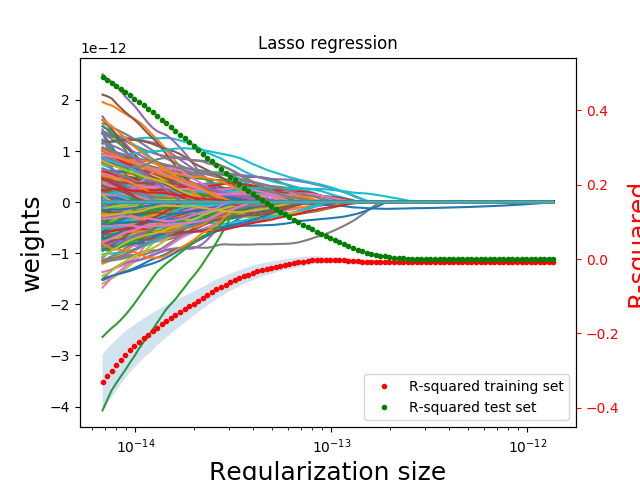 Lasso regression
1e−12
2
1
0
−1
−2
−3
−4
weights
0.4
0.2
0.0
−0.2
−0.4
R-squared
R-squared training set
R-squared test set
10⁻¹⁴
10⁻¹³
10⁻¹²
Regularization size